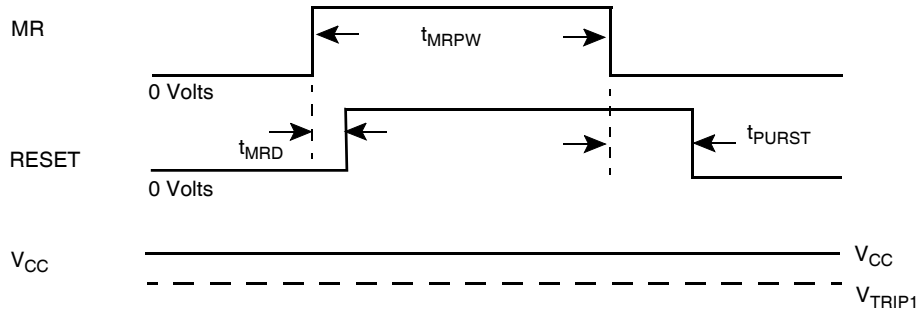 MR
tMRPW
0 Volts
tMRD
tPURST
RESET
0 Volts
VCC
VCC
VTRIP1